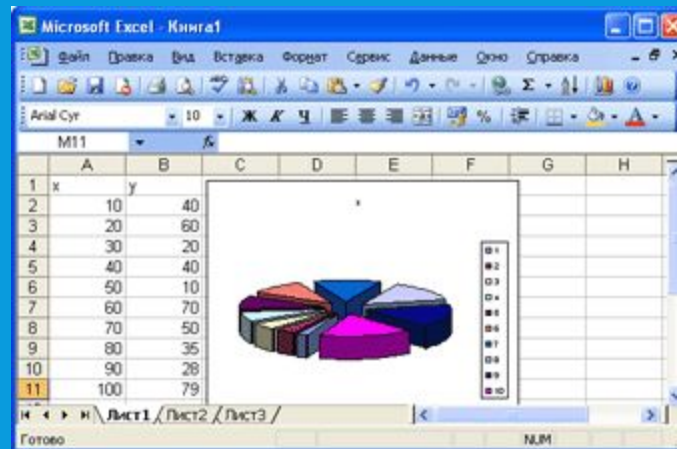 Microsoft Excel - Книга1
Файл Правка Вид Вставка Формат Сервис Данные Окно Справка
Arial Cyr 10 Ж К Ч %
M11 fx
A B C D E F G H
1 x y
2 10 40
3 20 60
4 30 20
5 40 40
6 50 10
7 60 70
8 70 50
9 80 35
10 90 28
11 100 79
1
2
3
4
5
6
7
8
9
10
Лист1 Лист2 Лист3
Готово NUM